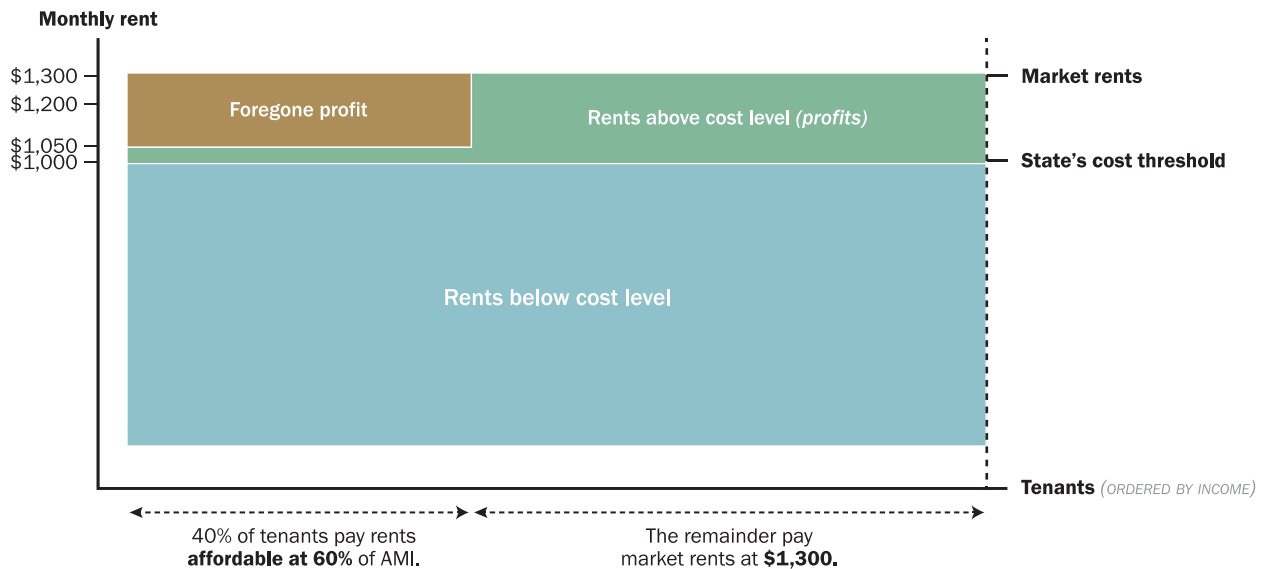 Monthly rent
$1,300
$1,200
$1,050
$1,000
Foregone profit
Rents above cost level (profits)
Rents below cost level
Market rents
State's cost threshold
Tenants (ORDERED BY INCOME)
40% of tenants pay rents
affordable at 60% of AMI.
The remainder pay
market rents at $1,300.